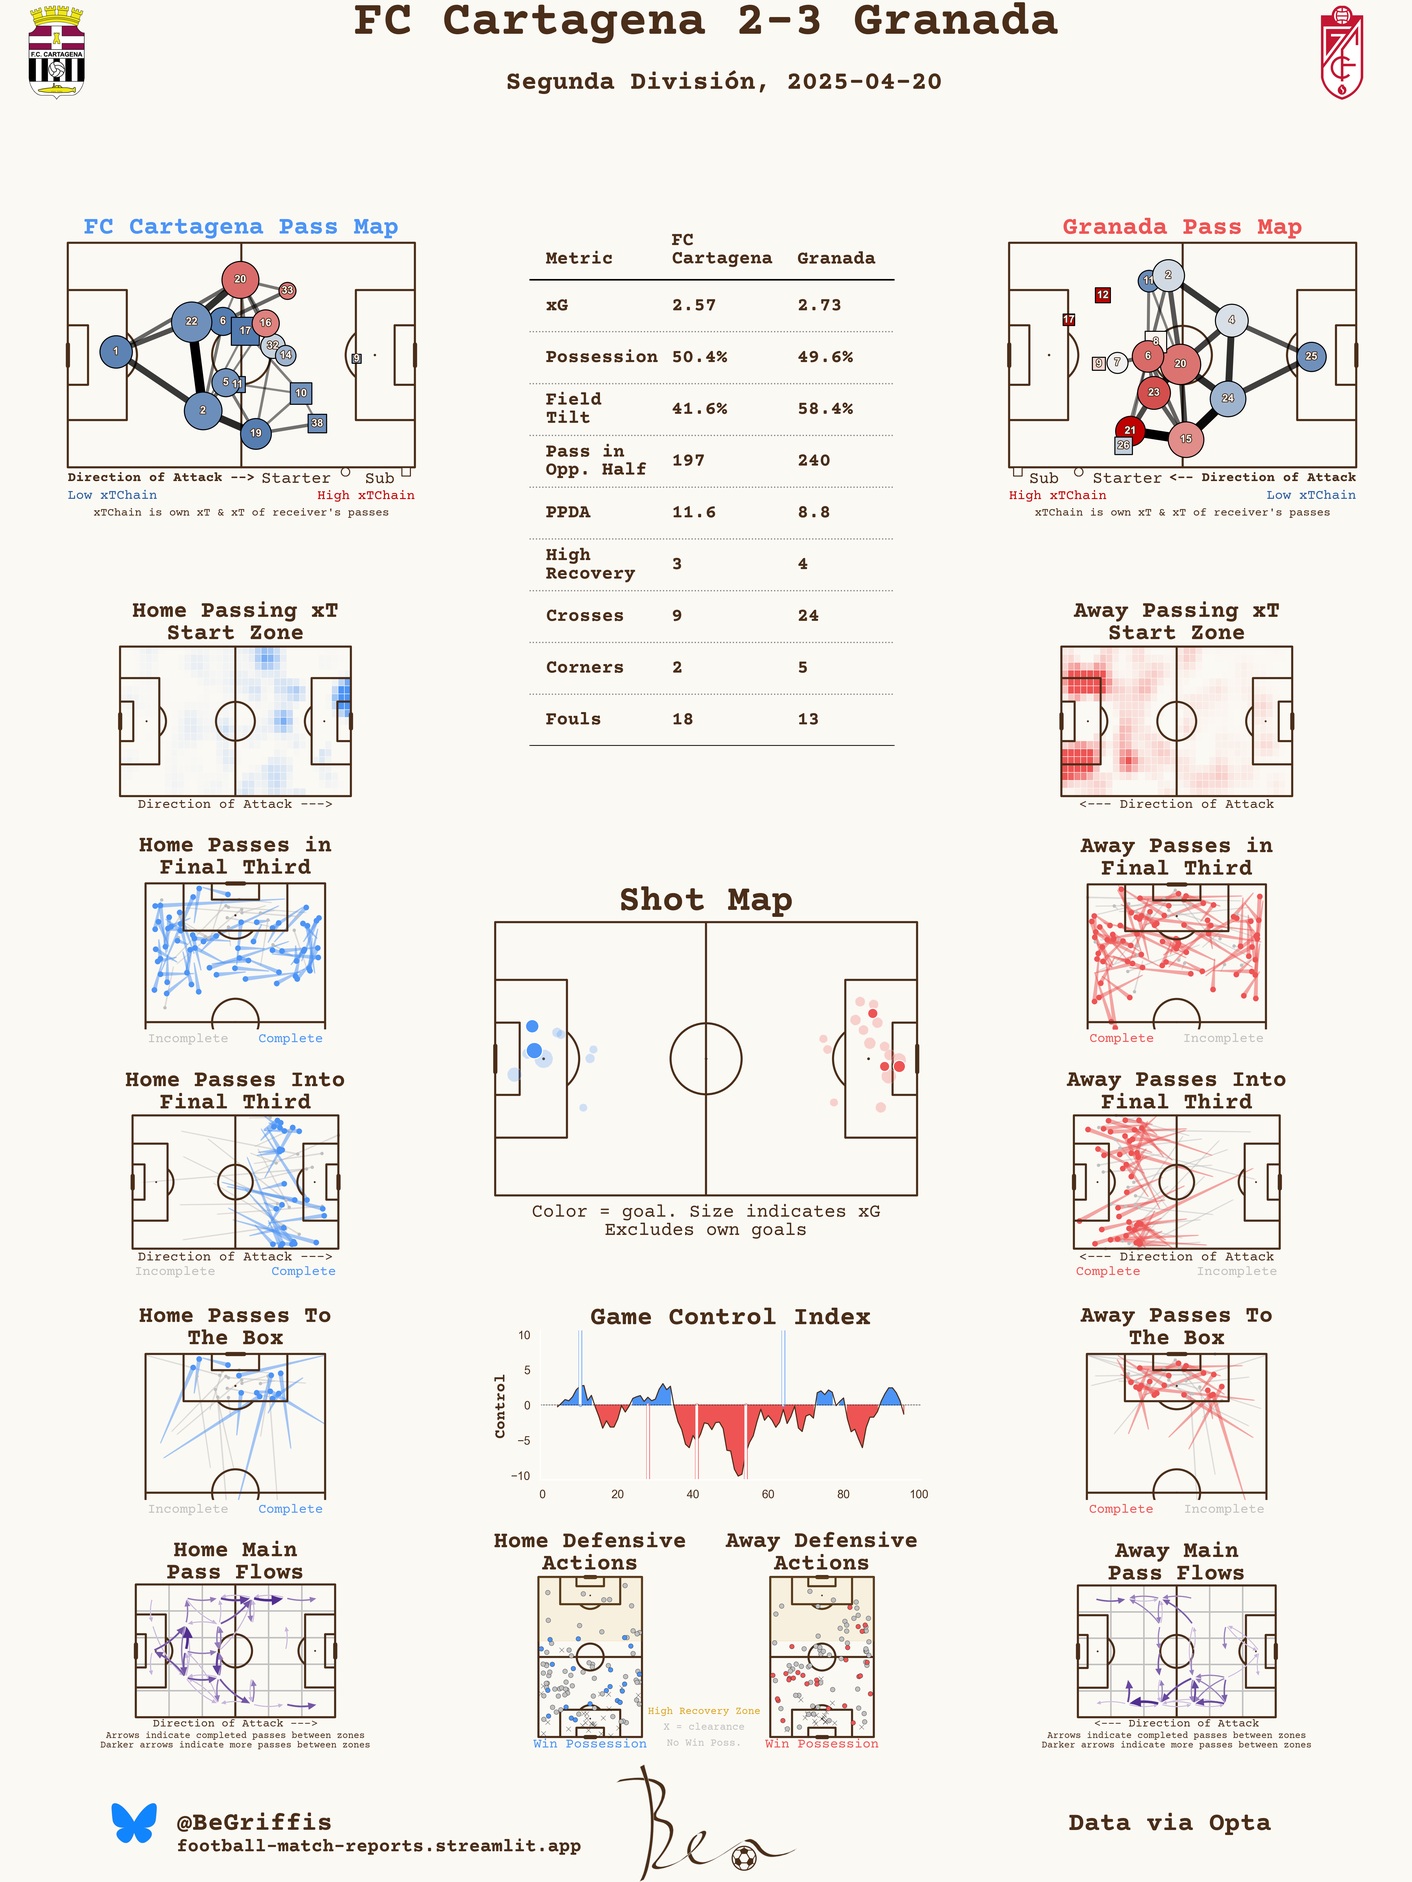 FC Cartagena 2-3 Granada
Segunda División, 2025-04-20
F.C. CARTAGENA
FC Cartagena Pass Map
20
33
22
6
17
16
32
14
1
9
5
11
10
2
38
19
Direction of Attack --> Starter Sub
Low xTChain High xTChain
xTChain is own xT & xT of receiver's passes
Metric FC Cartagena Granada
xG 2.57 2.73
Possession 50.4% 49.6%
Field Tilt 41.6% 58.4%
Pass in Opp. Half 197 240
PPDA 11.6 8.8
High Recovery 3 4
Crosses 9 24
Corners 2 5
Fouls 18 13
Granada Pass Map
11
2
12
17
4
8
6
9
7
20
25
23
24
21
26
15
Sub Starter <-- Direction of Attack
High xTChain Low xTChain
xTChain is own xT & xT of receiver's passes
Home Passing xT
Start Zone
Direction of Attack --->
Away Passing xT
Start Zone
<--- Direction of Attack
Home Passes in
Final Third
Incomplete Complete
Away Passes in
Final Third
Complete Incomplete
Shot Map
Color = goal. Size indicates xG
Excludes own goals
Home Passes Into
Final Third
Direction of Attack --->
Incomplete Complete
Away Passes Into
Final Third
<--- Direction of Attack
Complete Incomplete
Home Passes To
The Box
Incomplete Complete
Game Control Index
Control
10
5
0
−5
−10
0 20 40 60 80 100
Away Passes To
The Box
Complete Incomplete
Home Main
Pass Flows
Direction of Attack --->
Arrows indicate completed passes between zones
Darker arrows indicate more passes between zones
Home Defensive
Actions
Win Possession
Away Defensive
Actions
Win Possession
High Recovery Zone
X = clearance
No Win Poss.
Away Main
Pass Flows
<--- Direction of Attack
Arrows indicate completed passes between zones
Darker arrows indicate more passes between zones
@BeGriffis
football-match-reports.streamlit.app
Ben
Data via Opta